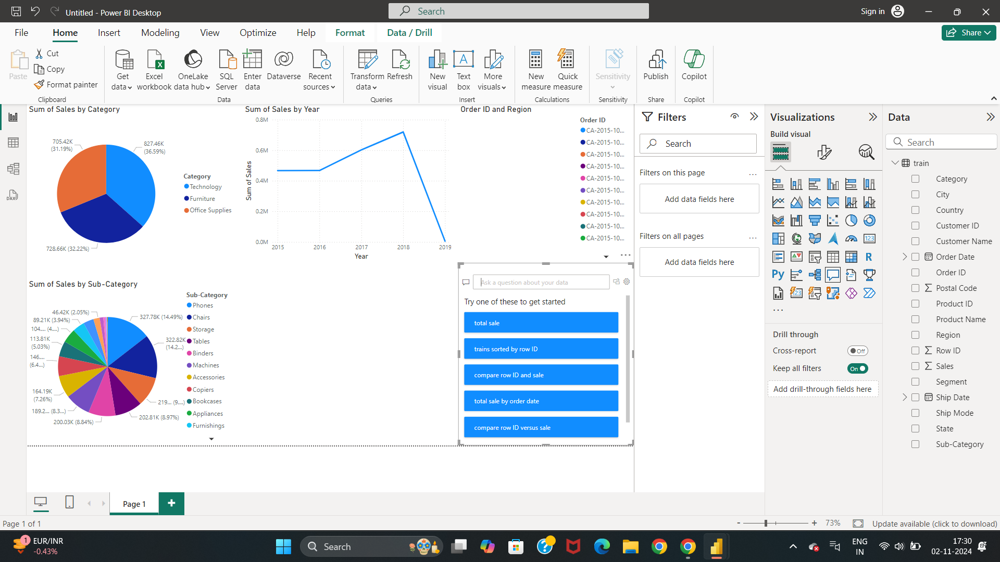 Untitled - Power BI Desktop
Search
Sign in
File
Home
Insert
Modeling
View
Optimize
Help
Format
Data / Drill
Share
Paste
Cut
Copy
Format painter
Clipboard
Get data
Excel workbook
OneLake data hub
SQL Server
Enter data
Dataverse
Recent sources
Data
Transform data
Refresh
Queries
New visual
Text box
More visuals
Insert
New measure
Quick measure
Calculations
Sensitivity
Sensitivity
Publish
Share
Copilot
Copilot
Sum of Sales by Category
705.42K
(31.19%)
827.46K
(36.59%)
728.66K (32.22%)
Category
Technology
Furniture
Office Supplies
Sum of Sales by Year
Sum of Sales
0.8M
0.6M
0.4M
0.2M
0.0M
2015
2016
2017
2018
2019
Year
Order ID and Region
Order ID
CA-2015-10...
CA-2015-10...
CA-2015-10...
CA-2015-10...
CA-2015-10...
CA-2015-10...
CA-2015-10...
CA-2015-10...
CA-2015-10...
CA-2015-10...
Sum of Sales by Sub-Category
46.42K (2.05%)
89.21K (3.94%)
104.... (4....)
113.81K
(5.03%)
146....
(6.4...)
164.19K
(7.26%)
189.2... (8.3...)
200.03K (8.84%)
202.81K (8.97%)
219... (9....)
322.82K
(14.2...)
327.78K (14.49%)
Sub-Category
Phones
Chairs
Storage
Tables
Binders
Machines
Accessories
Copiers
Bookcases
Appliances
Furnishings
Ask a question about your data
Try one of these to get started
total sale
trains sorted by row ID
compare row ID and sale
total sale by order date
compare row ID versus sale
Filters
Search
Filters on this page
Add data fields here
Filters on all pages
Add data fields here
Visualizations
Build visual
123
R
Py
123
Drill through
Cross-report
Off
Keep all filters
On
Add drill-through fields here
Data
Search
train
Category
City
Country
Customer ID
Customer Name
Order Date
Order ID
Postal Code
Product ID
Product Name
Region
Row ID
Sales
Segment
Ship Date
Ship Mode
State
Sub-Category
DAX
Page 1
Page 1 of 1
73%
Update available (click to download)
1
EUR/INR
-0.43%
Search
ENG
IN
17:30
02-11-2024